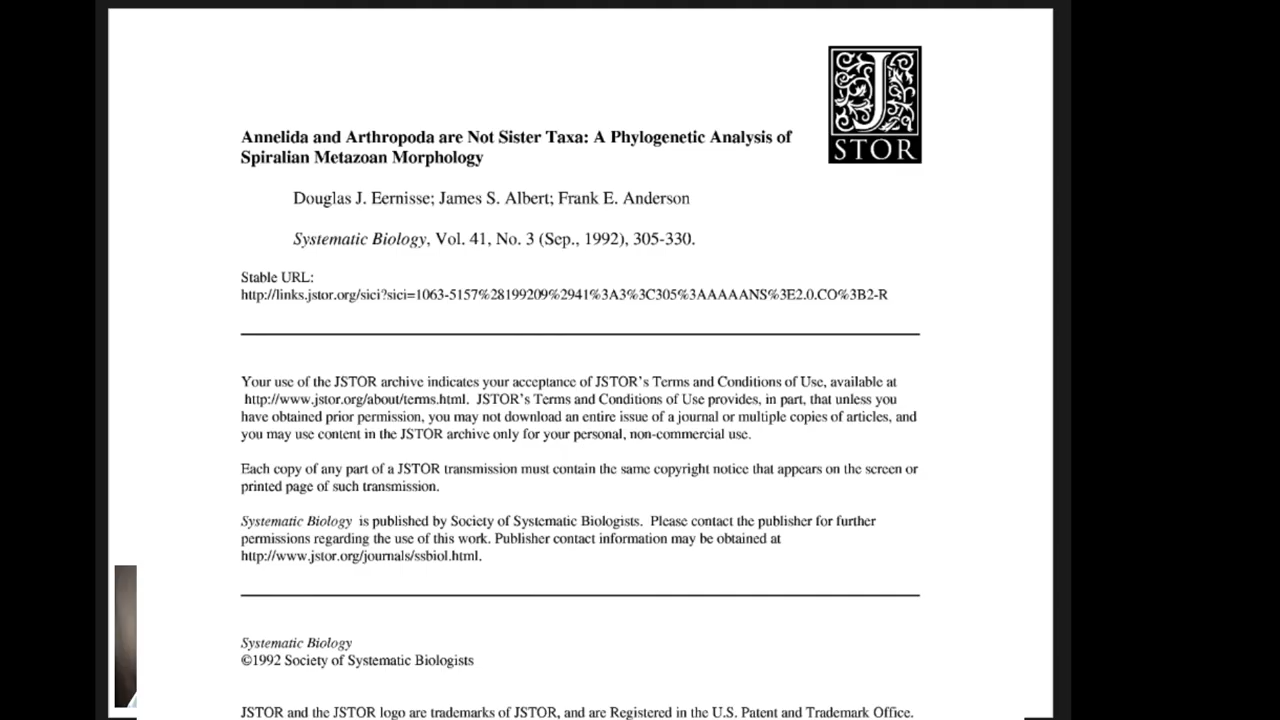 J
STOR
Annelida and Arthropoda are Not Sister Taxa: A Phylogenetic Analysis of
Spiralian Metazoan Morphology
Douglas J. Eernisse; James S. Albert; Frank E. Anderson
Systematic Biology, Vol. 41, No. 3 (Sep., 1992), 305-330.
Stable URL:
http://links.jstor.org/sici?sici=1063-5157%28199209%2941%3A3%3C305%3AAAAANS%3E2.0.CO%3B2-R
Your use of the JSTOR archive indicates your acceptance of JSTOR's Terms and Conditions of Use, available at
http://www.jstor.org/about/terms.html. JSTOR's Terms and Conditions of Use provides, in part, that unless you
have obtained prior permission, you may not download an entire issue of a journal or multiple copies of articles, and
you may use content in the JSTOR archive only for your personal, non-commercial use.
Each copy of any part of a JSTOR transmission must contain the same copyright notice that appears on the screen or
printed page of such transmission.
Systematic Biology is published by Society of Systematic Biologists. Please contact the publisher for further
permissions regarding the use of this work. Publisher contact information may be obtained at
http://www.jstor.org/journals/ssbiol.html.
Systematic Biology
©1992 Society of Systematic Biologists
JSTOR and the JSTOR logo are trademarks of JSTOR, and are Registered in the U.S. Patent and Trademark Office.